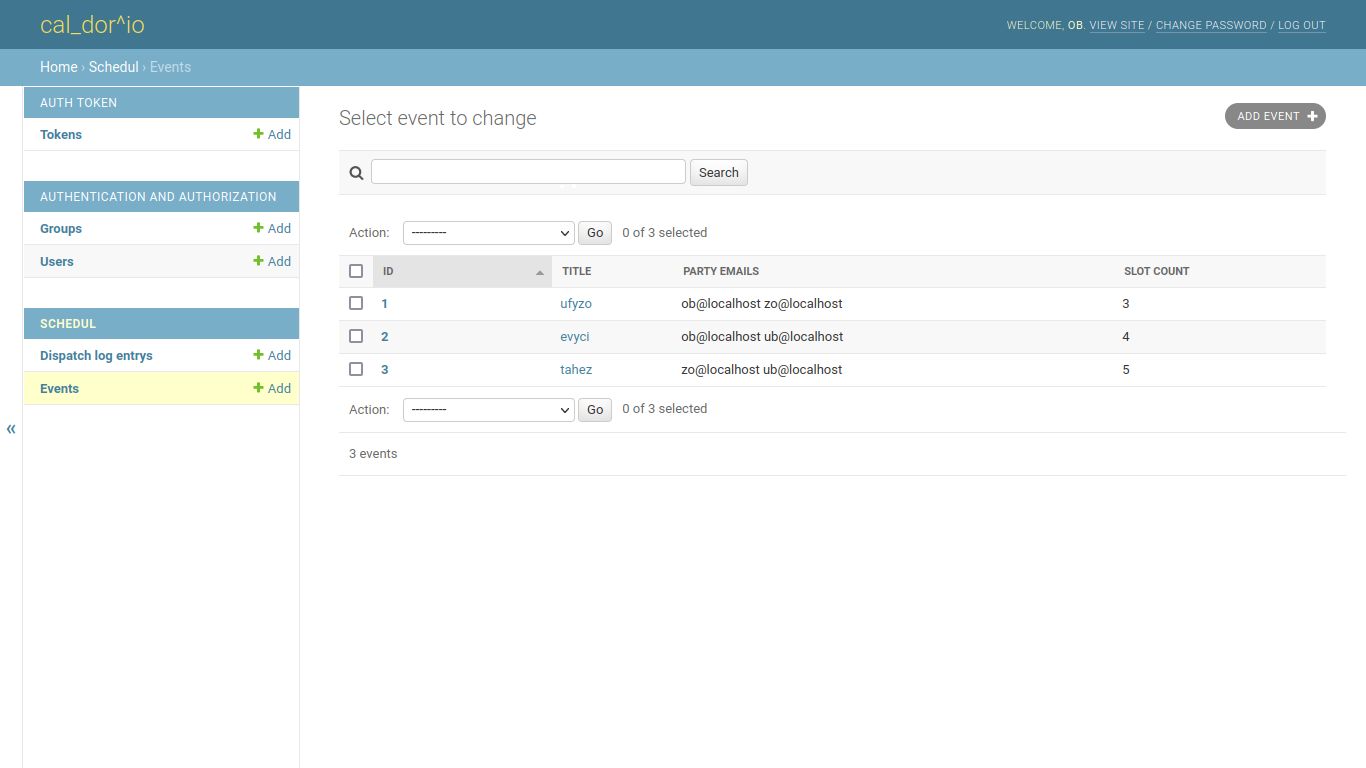 cal_dor^io
WELCOME, OB. VIEW SITE / CHANGE PASSWORD / LOG OUT
Home › Schedul › Events
AUTH TOKEN
Tokens + Add
AUTHENTICATION AND AUTHORIZATION
Groups + Add
Users + Add
SCHEDUL
Dispatch log entrys + Add
Events + Add
«
Select event to change
ADD EVENT +
Search
Action: --------- Go 0 of 3 selected
ID TITLE PARTY EMAILS SLOT COUNT
1 ufyzo ob@localhost zo@localhost 3
2 evyci ob@localhost ub@localhost 4
3 tahez zo@localhost ub@localhost 5
Action: --------- Go 0 of 3 selected
3 events